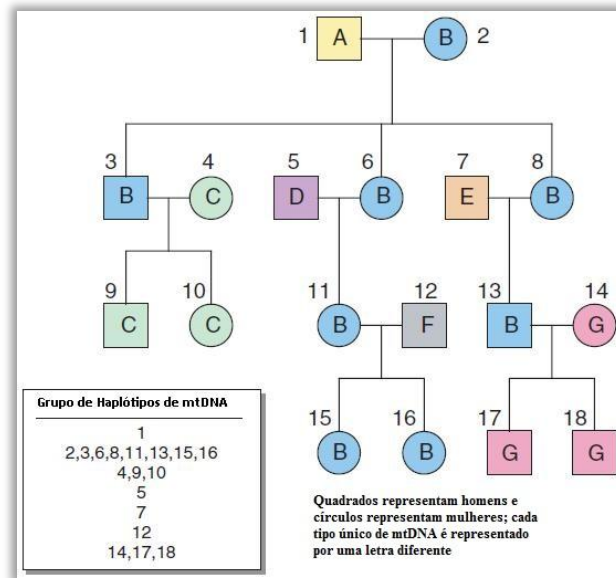 1 A B 2
3 4 5 6 7 8
B C D B E B
9 10 11 12 13 14
C C B F B G
15 16 17 18
B B G G
Grupo de Haplótipos de mtDNA
1
2,3,6,8,11,13,15,16
4,9,10
5
7
12
14,17,18
Quadrados representam homens e
círculos representam mulheres; cada
tipo único de mtDNA é representado
por uma letra diferente